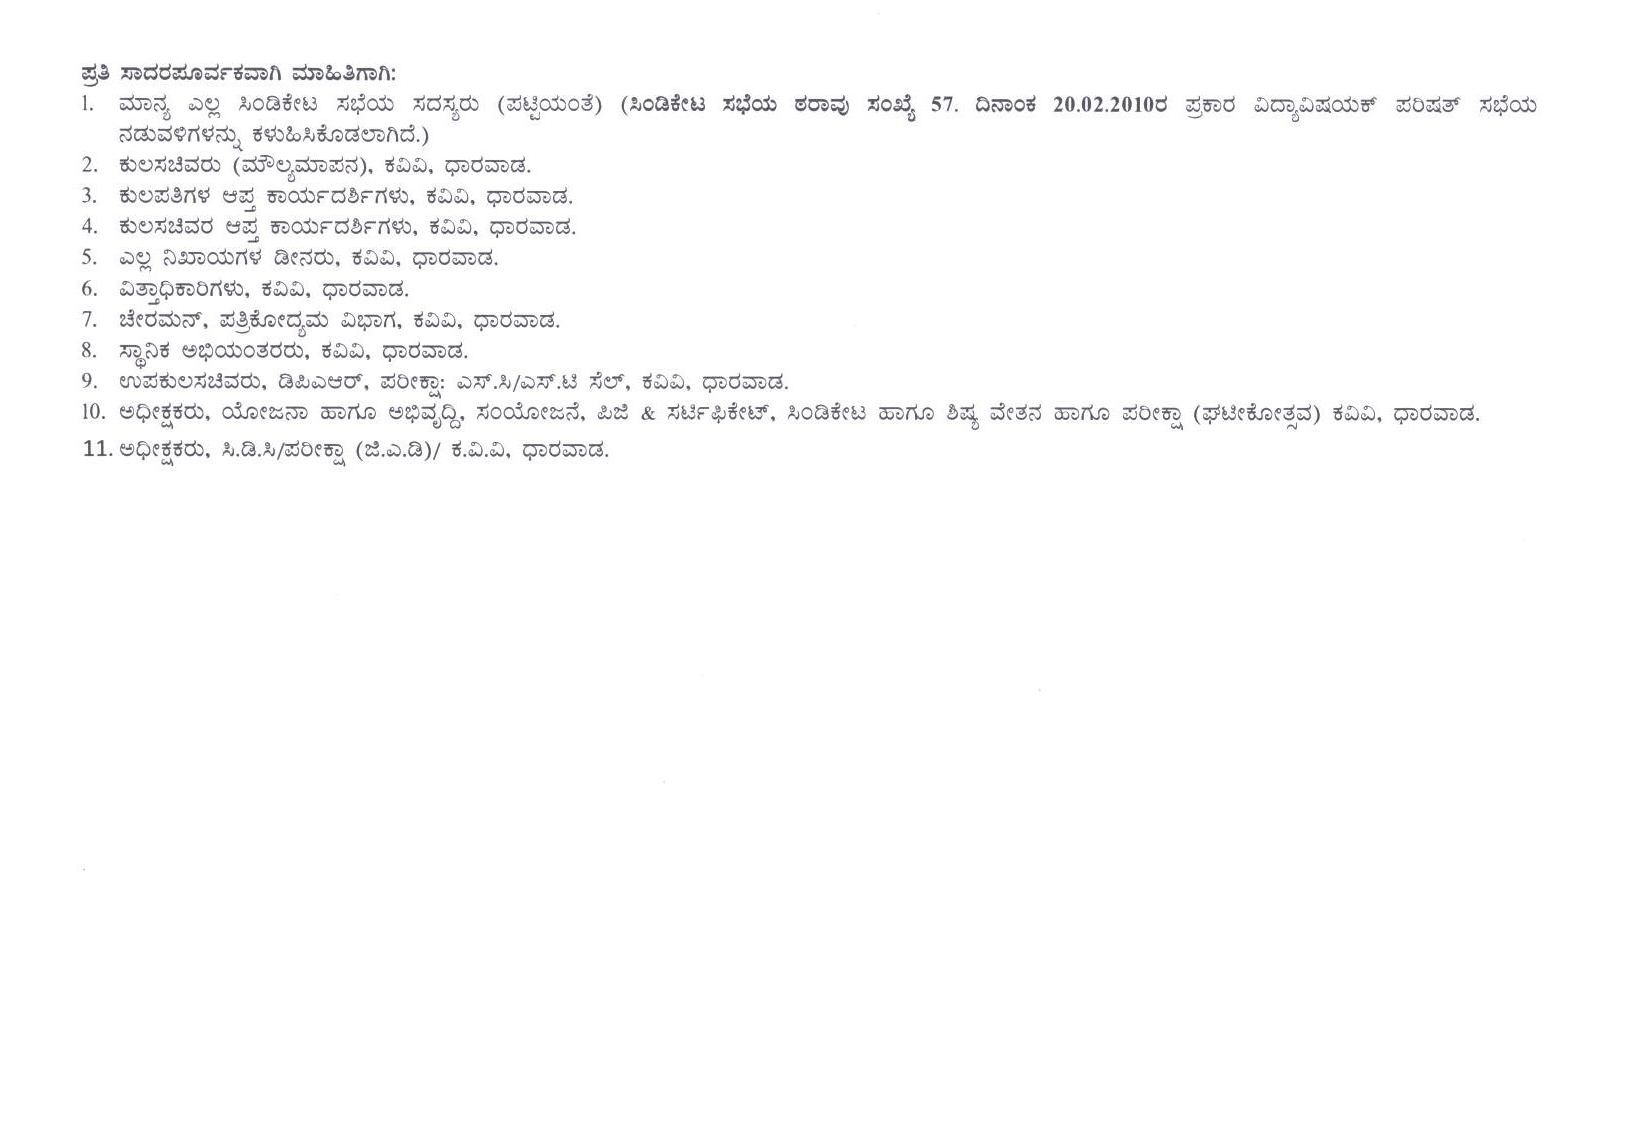 ಪ್ರತಿ ಸಾದರಪೂರ್ವಕವಾಗಿ ಮಾಹಿತಿಗಾಗಿ:
1. ಮಾನ್ಯ ಎಲ್ಲ ಸಿಂಡಿಕೇಟ ಸಭೆಯ ಸದಸ್ಯರು (ಪಟ್ಟಿಯಂತೆ) (ಸಿಂಡಿಕೇಟ ಸಭೆಯ ಠರಾವು ಸಂಖ್ಯೆ 57. ದಿನಾಂಕ 20.02.2010ರ ಪ್ರಕಾರ ವಿದ್ಯಾವಿಷಯಕ್ ಪರಿಷತ್ ಸಭೆಯ
ನಡುವಳಿಗಳನ್ನು ಕಳುಹಿಸಿಕೊಡಲಾಗಿದೆ.)
2. ಕುಲಸಚಿವರು (ಮೌಲ್ಯಮಾಪನ), ಕವಿವಿ, ಧಾರವಾಡ.
3. ಕುಲಪತಿಗಳ ಆಪ್ತ ಕಾರ್ಯದರ್ಶಿಗಳು, ಕವಿವಿ, ಧಾರವಾಡ.
4. ಕುಲಸಚಿವರ ಆಪ್ತ ಕಾರ್ಯದರ್ಶಿಗಳು, ಕವಿವಿ, ಧಾರವಾಡ.
5. ಎಲ್ಲ ನಿಖಾಯಗಳ ಡೀನರು, ಕವಿವಿ, ಧಾರವಾಡ.
6. ವಿತ್ತಾಧಿಕಾರಿಗಳು, ಕವಿವಿ, ಧಾರವಾಡ.
7. ಚೇರಮನ್, ಪತ್ರಿಕೋದ್ಯಮ ವಿಭಾಗ, ಕವಿವಿ, ಧಾರವಾಡ.
8. ಸ್ಥಾನಿಕ ಅಭಿಯಂತರರು, ಕವಿವಿ, ಧಾರವಾಡ.
9. ಉಪಕುಲಸಚಿವರು, ಡಿಪಿಎಆರ್, ಪರೀಕ್ಷಾ: ಎಸ್.ಸಿ/ಎಸ್.ಟಿ ಸೆಲ್, ಕವಿವಿ, ಧಾರವಾಡ.
10. ಅಧೀಕ್ಷಕರು, ಯೋಜನಾ ಹಾಗೂ ಅಭಿವೃದ್ದಿ, ಸಂಯೋಜನೆ, ಪಿಜಿ & ಸರ್ಟಿಫಿಕೇಟ್, ಸಿಂಡಿಕೇಟ ಹಾಗೂ ಶಿಷ್ಯ ವೇತನ ಹಾಗೂ ಪರೀಕ್ಷಾ (ಘಟೀಕೋತ್ಸವ) ಕವಿವಿ, ಧಾರವಾಡ.
11. ಅಧೀಕ್ಷಕರು, ಸಿ.ಡಿ.ಸಿ/ಪರೀಕ್ಷಾ (ಜಿ.ಎ.ಡಿ)/ ಕ.ವಿ.ವಿ, ಧಾರವಾಡ.